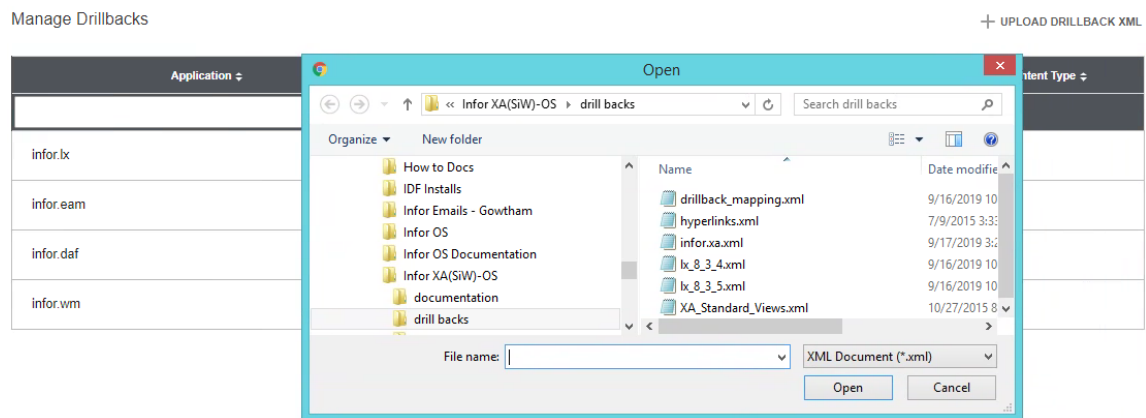 Manage Drillbacks
UPLOAD DRILLBACK XML
Application
ntent Type
infor.lx
infor.eam
infor.daf
infor.wm
Open
« Infor XA(SiW)-OS drill backs
Search drill backs
Organize
New folder
How to Docs
IDF Installs
Infor Emails - Gowtham
Infor OS
Infor OS Documentation
Infor XA(SiW)-OS
documentation
drill backs
Name Date modifie
drillback_mapping.xml 9/16/2019 10
hyperlinks.xml 7/9/2015 3:33
infor.xa.xml 9/17/2019 3:2
lx_8_3_4.xml 9/16/2019 10
lx_8_3_5.xml 9/16/2019 10
XA_Standard_Views.xml 10/27/2015 8
File name:
XML Document (*.xml)
Open
Cancel